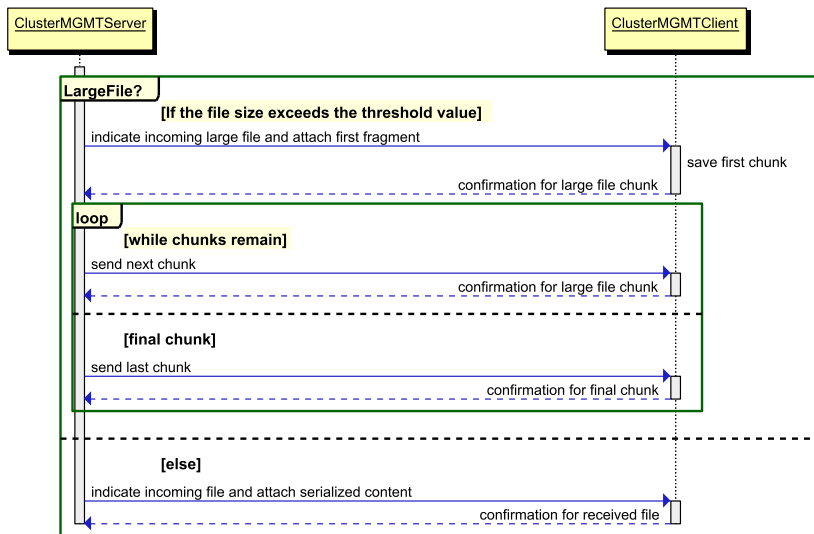 ClusterMGMTServer
ClusterMGMTClient
LargeFile?
[If the file size exceeds the threshold value]
indicate incoming large file and attach first fragment
save first chunk
confirmation for large file chunk
loop
[while chunks remain]
send next chunk
confirmation for large file chunk
[final chunk]
send last chunk
confirmation for final chunk
[else]
indicate incoming file and attach serialized content
confirmation for received file